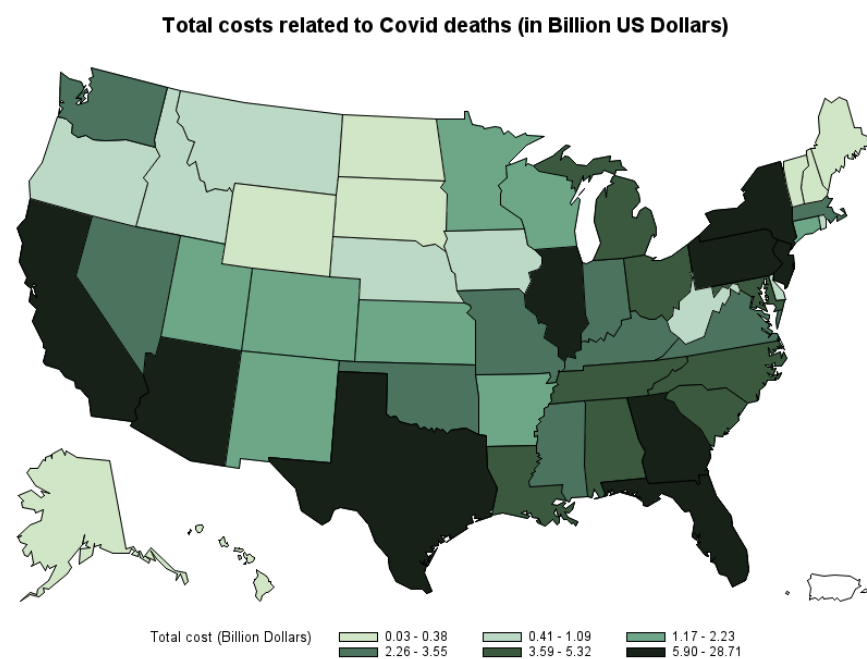 Total costs related to Covid deaths (in Billion US Dollars)
Total cost (Billion Dollars) 0.03 - 0.38 0.41 - 1.09 1.17 - 2.23
2.26 - 3.55 3.59 - 5.32 5.90 - 28.71